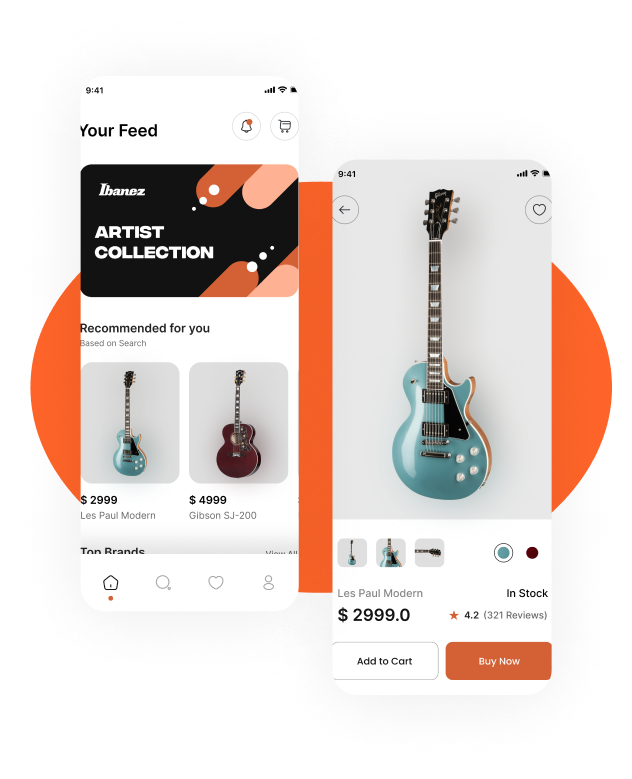 9:41
Your Feed
Ibanez
ARTIST
COLLECTION
Recommended for you
Based on Search
$ 2999
Les Paul Modern
$ 4999
Gibson SJ-200
Top Brands
View All
9:41
Gibson
Les Paul Modern
In Stock
$ 2999.0
4.2 (321 Reviews)
Add to Cart
Buy Now